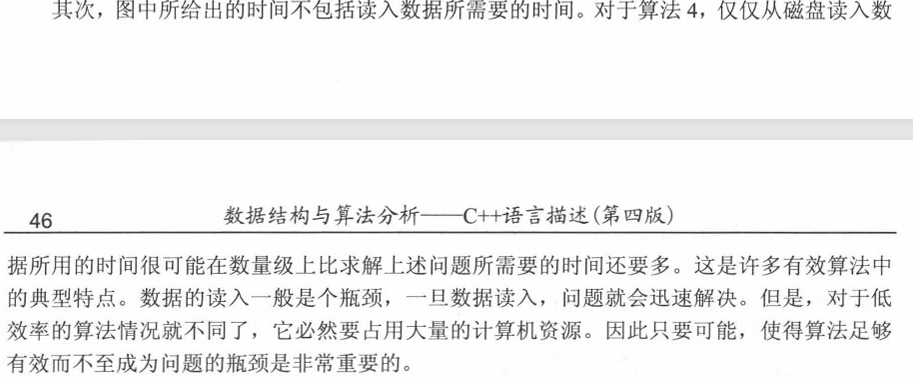 其次，图中所给出的时间不包括读入数据所需要的时间。对于算法 4，仅仅从磁盘读入数
46
数据结构与算法分析——C++语言描述(第四版)
据所用的时间很可能在数量级上比求解上述问题所需要的时间还要多。这是许多有效算法中
的典型特点。数据的读入一般是个瓶颈，一旦数据读入，问题就会迅速解决。但是，对于低
效率的算法情况就不同了，它必然要占用大量的计算机资源。因此只要可能，使得算法足够
有效而不至成为问题的瓶颈是非常重要的。